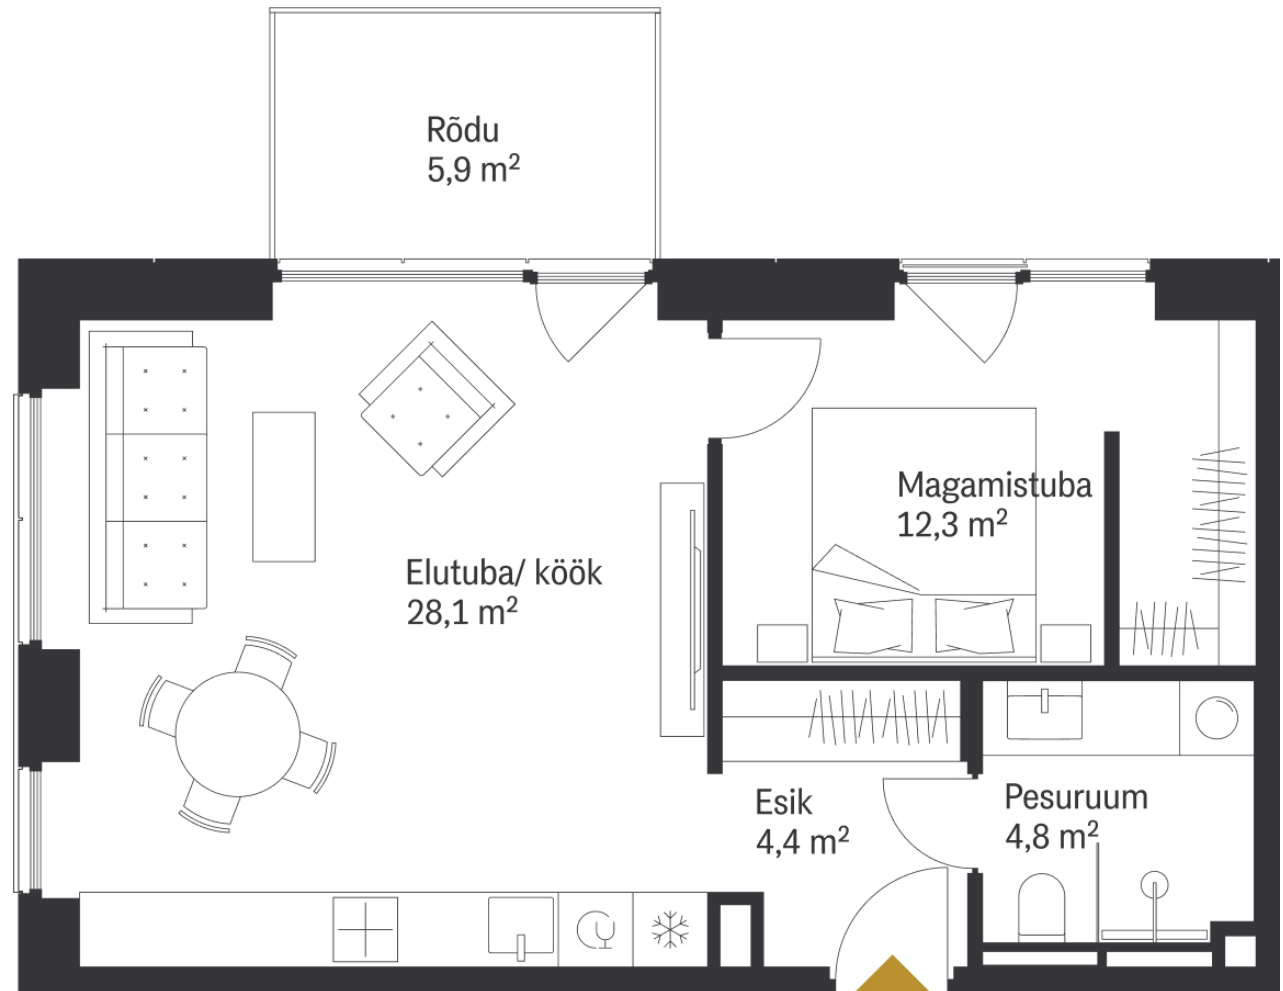 Rõdu
5,9 m²
Magamistuba
12,3 m²
Elutuba/ köök
28,1 m²
Esik
4,4 m²
Pesuruum
4,8 m²